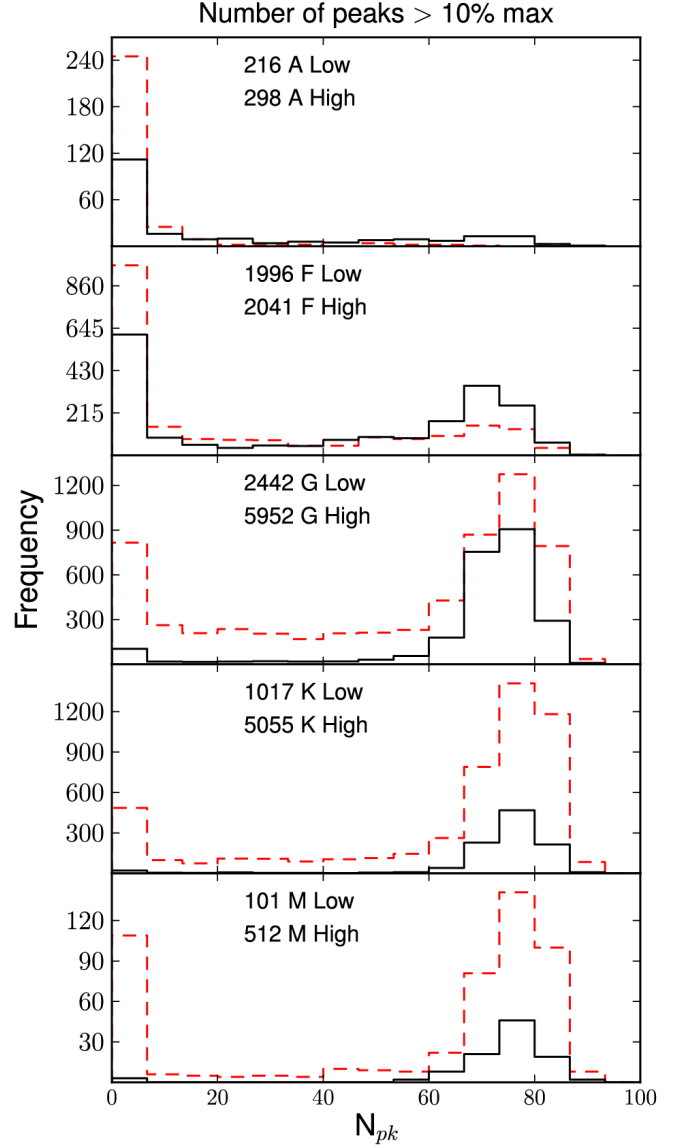 Number of peaks > 10% max
240
180
120
60
216 A Low
298 A High
860
645
430
215
1996 F Low
2041 F High
1200
900
600
300
2442 G Low
5952 G High
1200
900
600
300
1017 K Low
5055 K High
120
90
60
30
101 M Low
512 M High
0 20 40 60 80 100
Frequency
N_{pk}